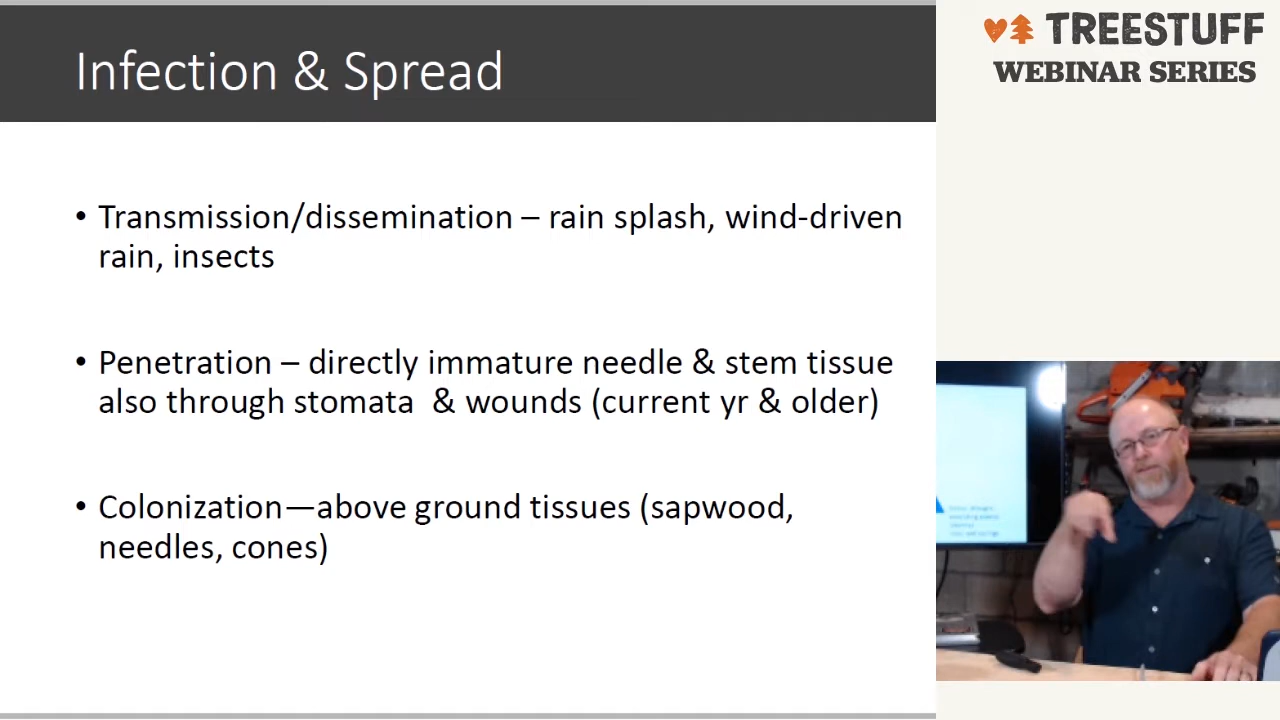 Infection & Spread
TREESTUFF
WEBINAR SERIES
• Transmission/dissemination – rain splash, wind-driven
rain, insects
• Penetration – directly immature needle & stem tissue
also through stomata & wounds (current yr & older)
• Colonization—above ground tissues (sapwood,
needles, cones)